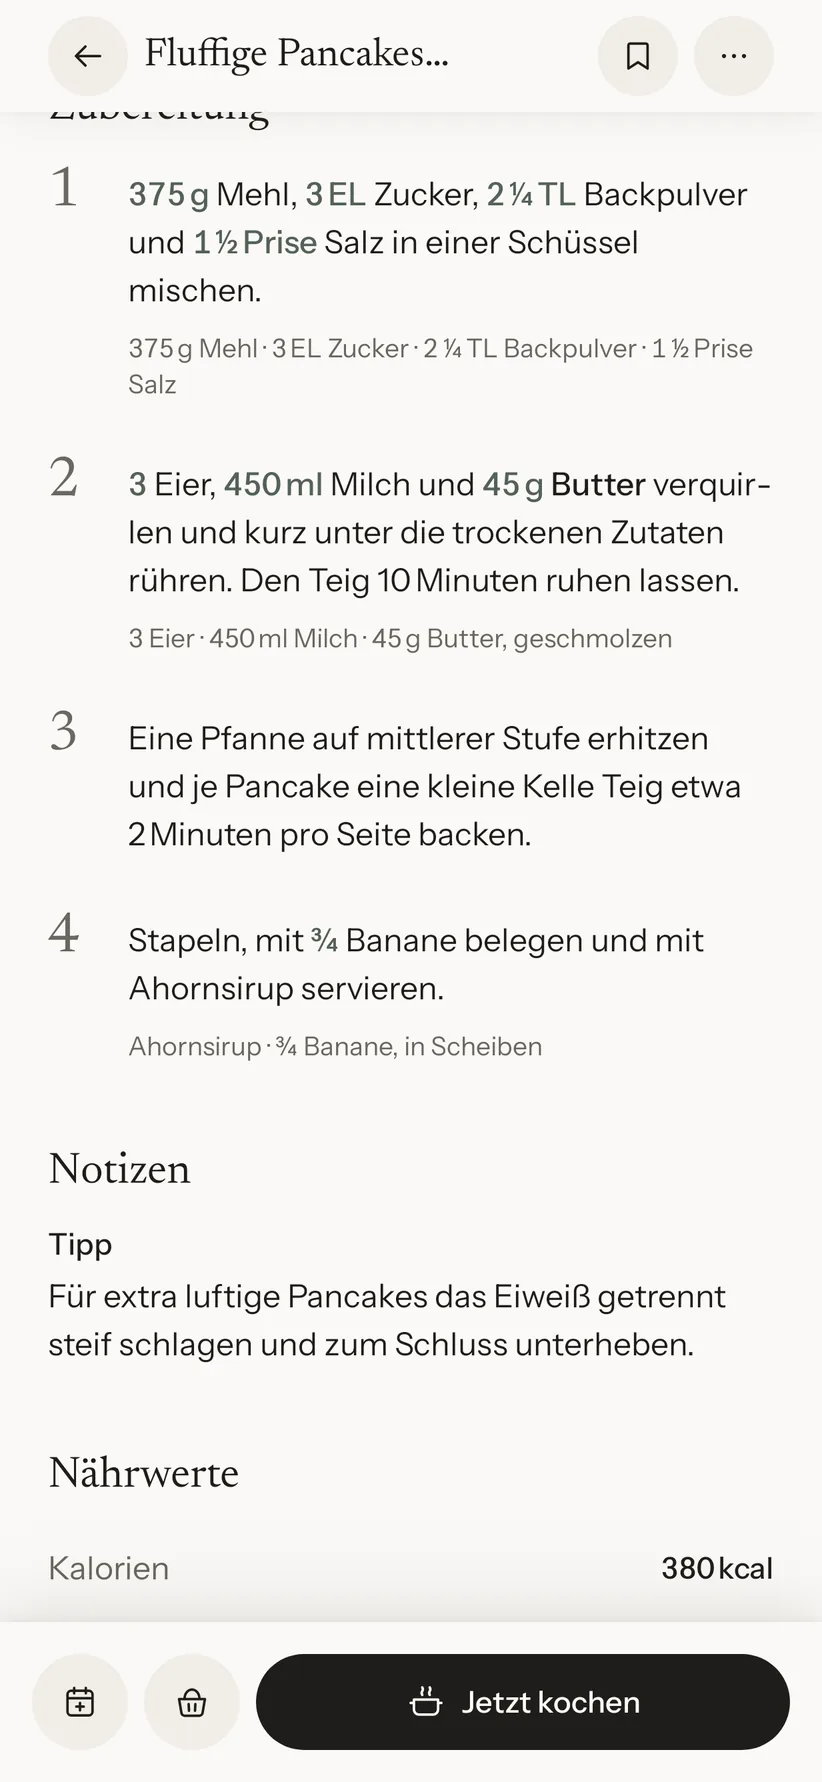 Fluffige Pancakes...
Zubereitung
1
375 g Mehl, 3 EL Zucker, 2 ¼ TL Backpulver
und 1 ½ Prise Salz in einer Schüssel
mischen.
375 g Mehl · 3 EL Zucker · 2 ¼ TL Backpulver · 1 ½ Prise
Salz
2
3 Eier, 450 ml Milch und 45 g Butter verquir-
len und kurz unter die trockenen Zutaten
rühren. Den Teig 10 Minuten ruhen lassen.
3 Eier · 450 ml Milch · 45 g Butter, geschmolzen
3
Eine Pfanne auf mittlerer Stufe erhitzen
und je Pancake eine kleine Kelle Teig etwa
2 Minuten pro Seite backen.
4
Stapeln, mit ¾ Banane belegen und mit
Ahornsirup servieren.
Ahornsirup · ¾ Banane, in Scheiben
Notizen
Tipp
Für extra luftige Pancakes das Eiweiß getrennt
steif schlagen und zum Schluss unterheben.
Nährwerte
Kalorien 380 kcal
Jetzt kochen